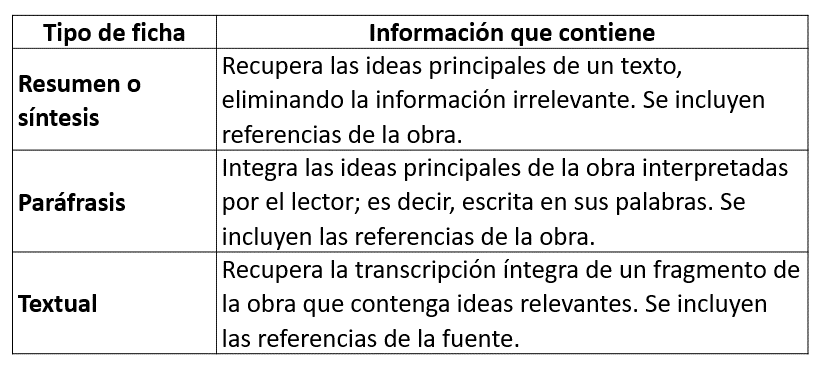 Tipo de ficha
Información que contiene
Resumen o
síntesis
Recupera las ideas principales de un texto,
eliminando la información irrelevante. Se incluyen
referencias de la obra.
Paráfrasis
Integra las ideas principales de la obra interpretadas
por el lector; es decir, escrita en sus palabras. Se
incluyen las referencias de la obra.
Textual
Recupera la transcripción íntegra de un fragmento de
la obra que contenga ideas relevantes. Se incluyen
las referencias de la fuente.